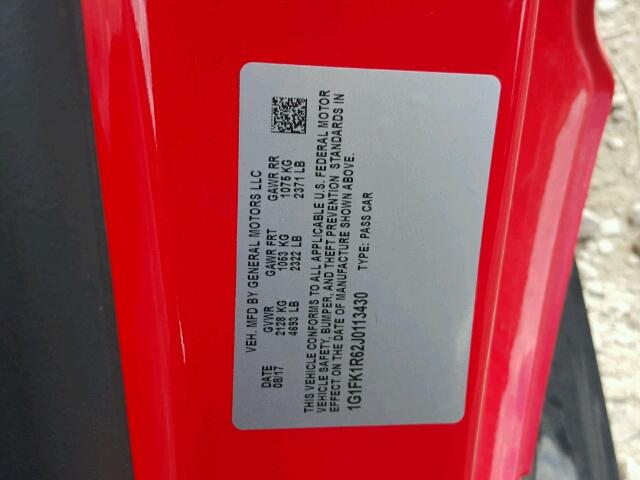 VEH. MFD BY GENERAL MOTORS LLC
DATE GVWR GAWR FRT GAWR RR
08/17 2128 KG 1053 KG 1075 KG
4693 LB 2322 LB 2371 LB
THIS VEHICLE CONFORMS TO ALL APPLICABLE U.S. FEDERAL MOTOR
VEHICLE SAFETY, BUMPER, AND THEFT PREVENTION STANDARDS IN
EFFECT ON THE DATE OF MANUFACTURE SHOWN ABOVE.
1G1FK1R62J0113430 TYPE: PASS CAR